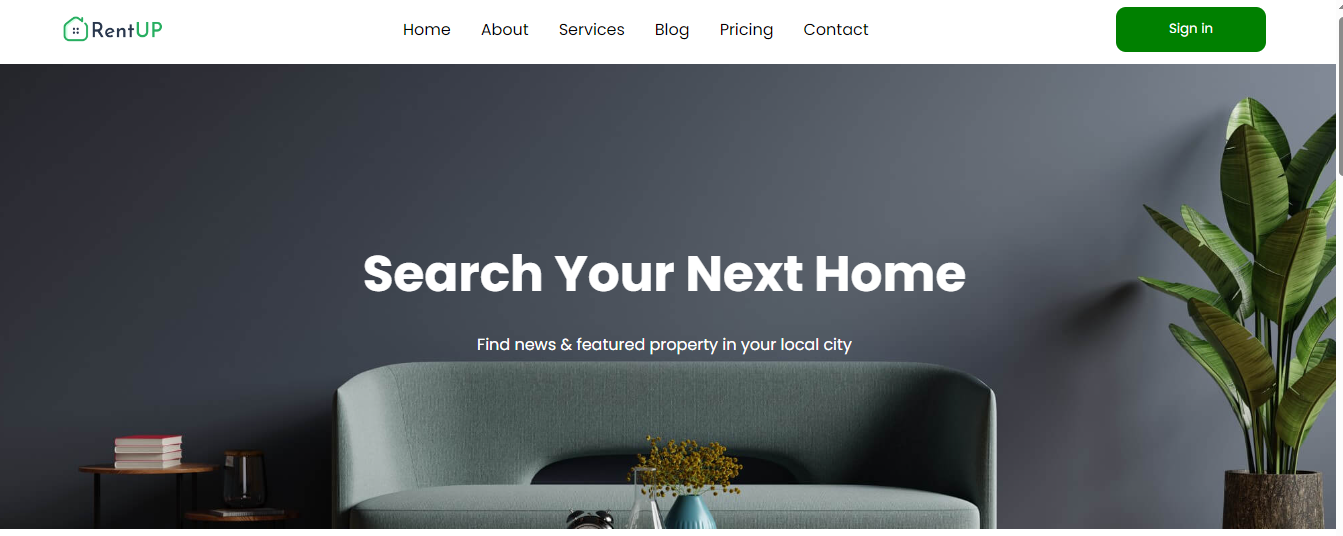 RentUP
Home About Services Blog Pricing Contact
Sign in
Search Your Next Home
Find news & featured property in your local city